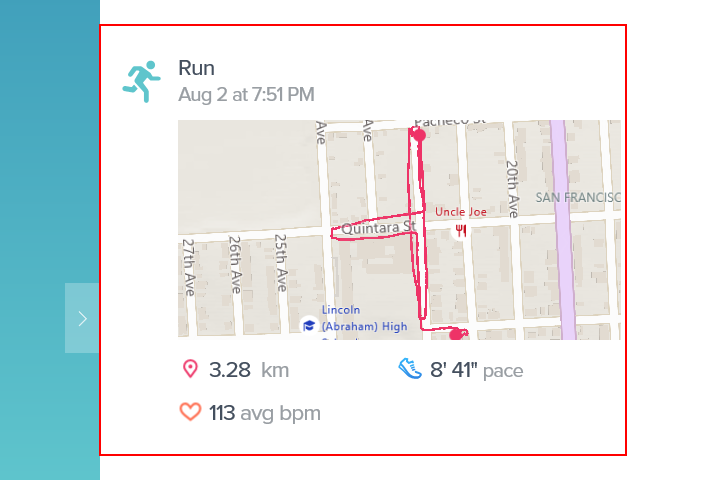 Run
Aug 2 at 7:51 PM
Pacheco St
Ave
Ave
20th Ave
SAN FRANCISC
Uncle Joe
Quintara St
27th Ave
26th Ave
25th Ave
Lincoln
(Abraham) High
3.28 km
8' 41" pace
113 avg bpm